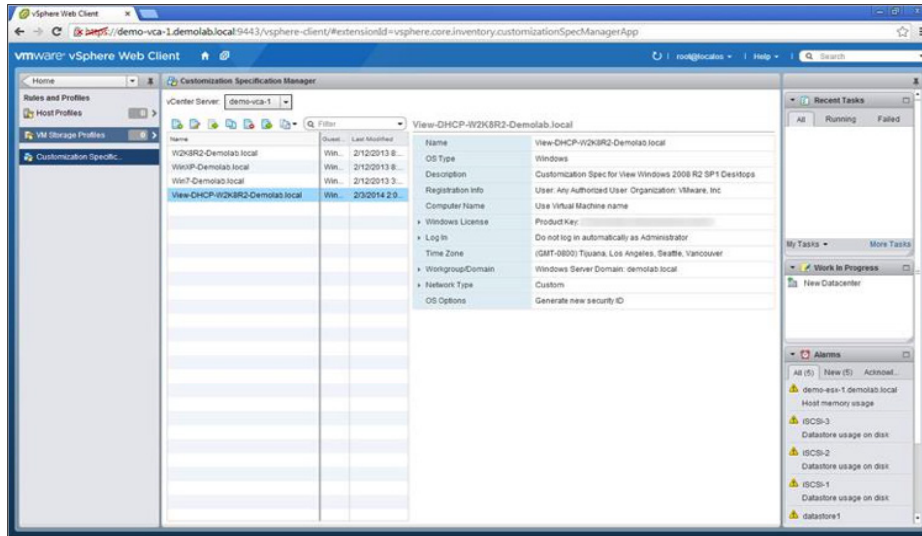 vSphere Web Client
https://demo-vca-1.demolab.local:9443/vsphere-client/#extensionId=vsphere.core.inventory.customizationSpecManagerApp
vmware® vSphere Web Client
root@localos
Help
Search
Home
Rules and Profiles
Host Profiles 0
VM Storage Profiles 0
Customization Specific...
Customization Specification Manager
vCenter Server: demo-vca-1
Filter
Name Guest... Last Modified
W2K8R2-Demolab.local Win... 2/12/2013 8:...
WinXP-Demolab.local Win... 2/12/2013 8:...
Win7-Demolab.local Win... 2/12/2013 3:...
View-DHCP-W2K8R2-Demolab.local Win... 2/3/2014 2:9...
View-DHCP-W2K8R2-Demolab.local
Name View-DHCP-W2K8R2-Demolab.local
OS Type Windows
Description Customization Spec for View Windows 2008 R2 SP1 Desktops
Registration Info User: Any Authorized User. Organization: VMware, Inc
Computer Name Use Virtual Machine name
Windows License Product Key:
Log In Do not log in automatically as Administrator
Time Zone (GMT-0800) Tijuana, Los Angeles, Seattle, Vancouver
Workgroup/Domain Windows Server Domain: demolab.local
Network Type Custom
OS Options Generate new security ID
Recent Tasks
All Running Failed
My Tasks More Tasks
Work In Progress
New Datacenter
Alarms
All (5) New (5) Acknowl...
demo-esx-1.demolab.local
Host memory usage
iSCSI-3
Datastore usage on disk
iSCSI-2
Datastore usage on disk
iSCSI-1
Datastore usage on disk
datastore1